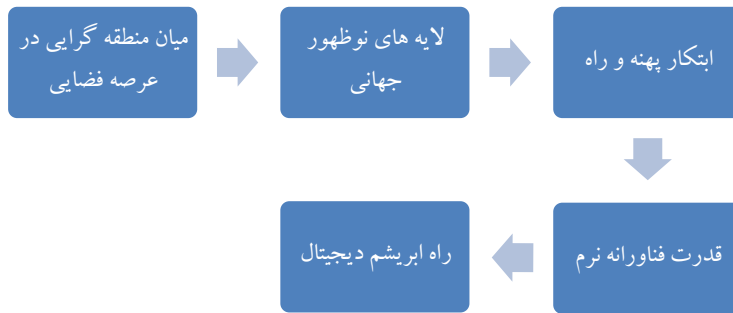 میان منطقه گرایی در
عرصه فضایی
لایه های نوظهور
جهانی
ابتکار پهنه و راه
قدرت فناورانه نرم
راه ابریشم دیجیتال